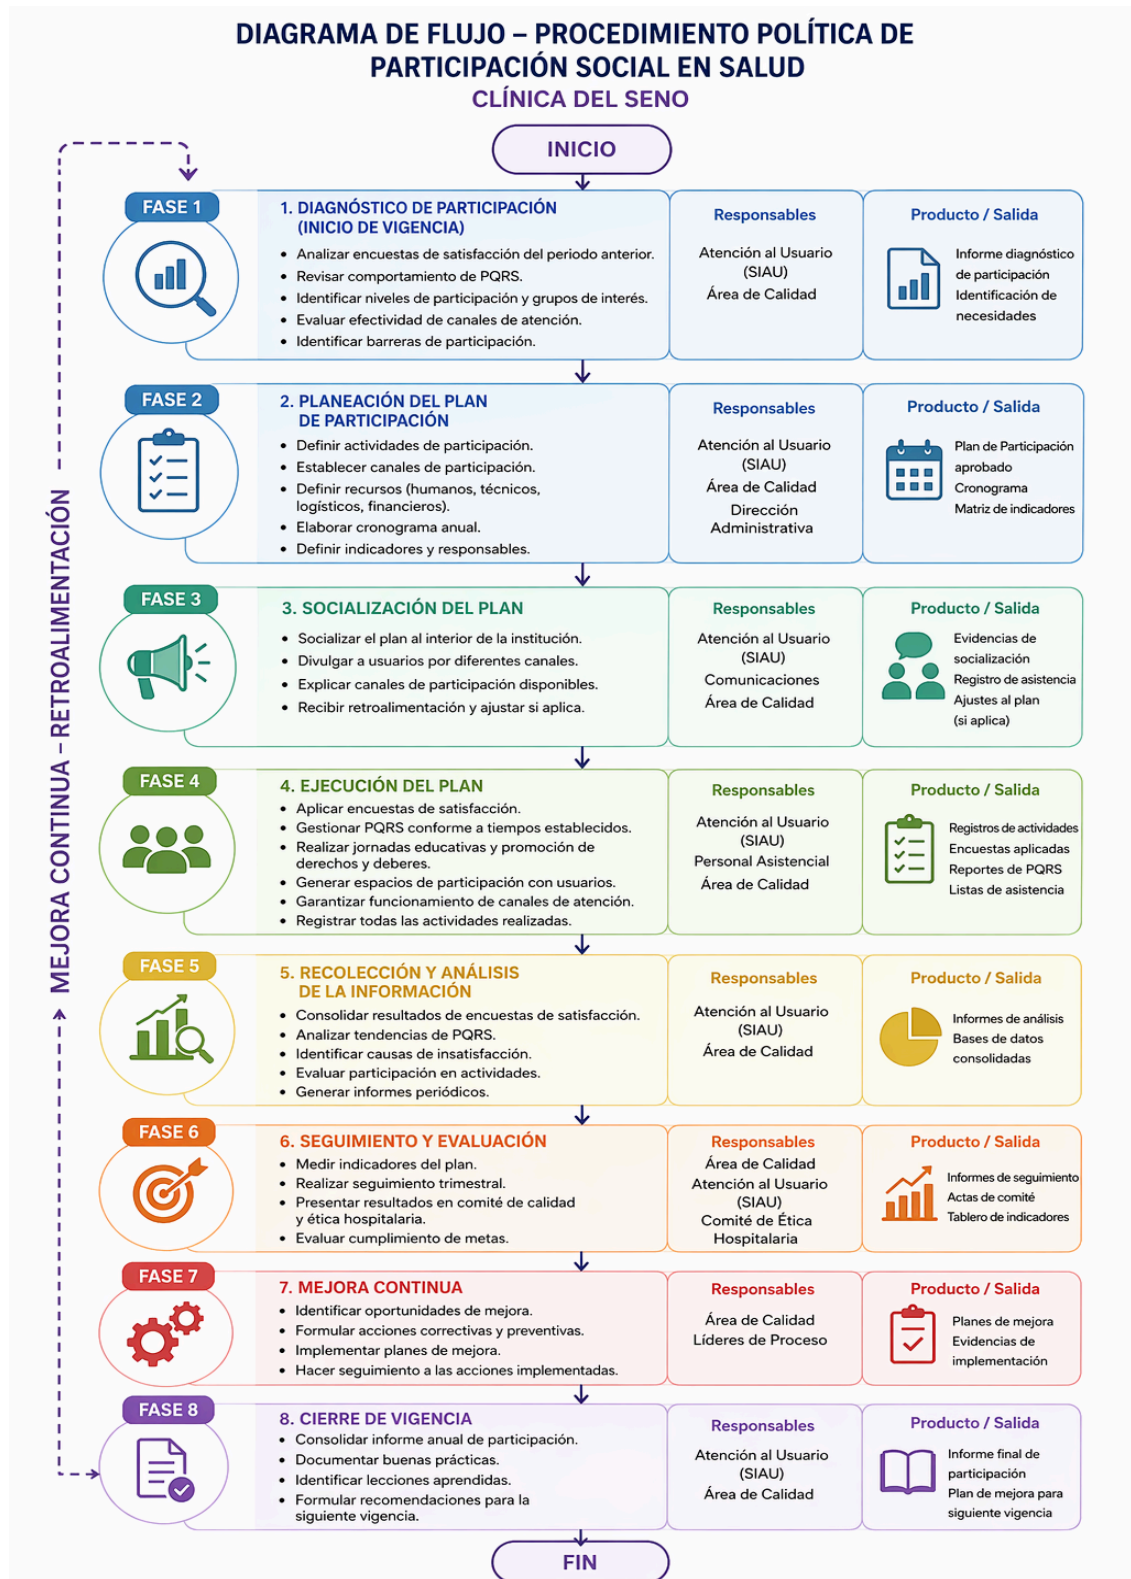 DIAGRAMA DE FLUJO – PROCEDIMIENTO POLÍTICA DE
PARTICIPACIÓN SOCIAL EN SALUD
CLÍNICA DEL SENO
INICIO
MEJORA CONTINUA – RETROALIMENTACIÓN
FASE 1
1. DIAGNÓSTICO DE PARTICIPACIÓN
(INICIO DE VIGENCIA)
• Analizar encuestas de satisfacción del periodo anterior.
• Revisar comportamiento de PQRS.
• Identificar niveles de participación y grupos de interés.
• Evaluar efectividad de canales de atención.
• Identificar barreras de participación.
Responsables
Atención al Usuario
(SIAU)
Área de Calidad
Producto / Salida
Informe diagnóstico
de participación
Identificación de
necesidades
FASE 2
2. PLANEACIÓN DEL PLAN
DE PARTICIPACIÓN
• Definir actividades de participación.
• Establecer canales de participación.
• Definir recursos (humanos, técnicos,
logísticos, financieros).
• Elaborar cronograma anual.
• Definir indicadores y responsables.
Responsables
Atención al Usuario
(SIAU)
Área de Calidad
Dirección
Administrativa
Producto / Salida
Plan de Participación
aprobado
Cronograma
Matriz de indicadores
FASE 3
3. SOCIALIZACIÓN DEL PLAN
• Socializar el plan al interior de la institución.
• Divulgar a usuarios por diferentes canales.
• Explicar canales de participación disponibles.
• Recibir retroalimentación y ajustar si aplica.
Responsables
Atención al Usuario
(SIAU)
Comunicaciones
Área de Calidad
Producto / Salida
Evidencias de
socialización
Registro de asistencia
Ajustes al plan
(si aplica)
FASE 4
4. EJECUCIÓN DEL PLAN
• Aplicar encuestas de satisfacción.
• Gestionar PQRS conforme a tiempos establecidos.
• Realizar jornadas educativas y promoción de
derechos y deberes.
• Generar espacios de participación con usuarios.
• Garantizar funcionamiento de canales de atención.
• Registrar todas las actividades realizadas.
Responsables
Atención al Usuario
(SIAU)
Personal Asistencial
Área de Calidad
Producto / Salida
Registros de actividades
Encuestas aplicadas
Reportes de PQRS
Listas de asistencia
FASE 5
5. RECOLECCIÓN Y ANÁLISIS
DE LA INFORMACIÓN
• Consolidar resultados de encuestas de satisfacción.
• Analizar tendencias de PQRS.
• Identificar causas de insatisfacción.
• Evaluar participación en actividades.
• Generar informes periódicos.
Responsables
Atención al Usuario
(SIAU)
Área de Calidad
Producto / Salida
Informes de análisis
Bases de datos
consolidadas
FASE 6
6. SEGUIMIENTO Y EVALUACIÓN
• Medir indicadores del plan.
• Realizar seguimiento trimestral.
• Presentar resultados en comité de calidad
y ética hospitalaria.
• Evaluar cumplimiento de metas.
Responsables
Área de Calidad
Atención al Usuario
(SIAU)
Comité de Ética
Hospitalaria
Producto / Salida
Informes de seguimiento
Actas de comité
Tablero de indicadores
FASE 7
7. MEJORA CONTINUA
• Identificar oportunidades de mejora.
• Formular acciones correctivas y preventivas.
• Implementar planes de mejora.
• Hacer seguimiento a las acciones implementadas.
Responsables
Área de Calidad
Líderes de Proceso
Producto / Salida
Planes de mejora
Evidencias de
implementación
FASE 8
8. CIERRE DE VIGENCIA
• Consolidar informe anual de participación.
• Documentar buenas prácticas.
• Identificar lecciones aprendidas.
• Formular recomendaciones para la
siguiente vigencia.
Responsables
Atención al Usuario
(SIAU)
Área de Calidad
Producto / Salida
Informe final de
participación
Plan de mejora para
siguiente vigencia
FIN